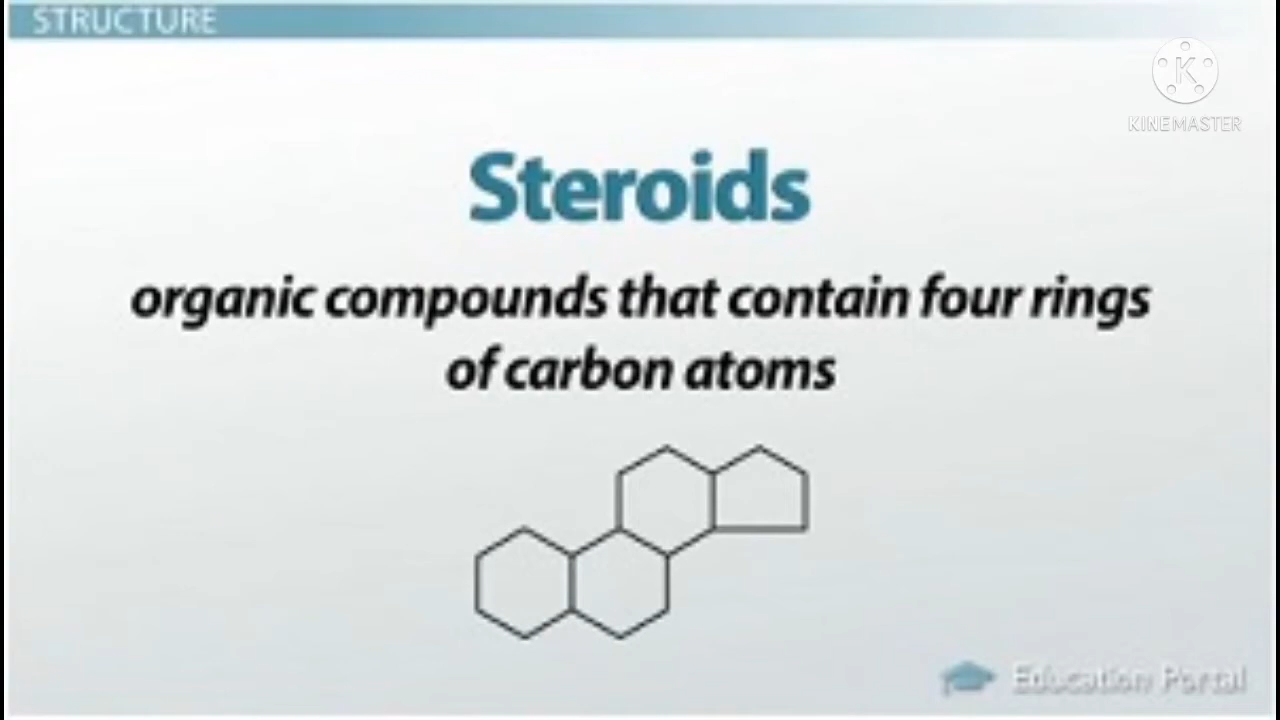 STRUCTURE
K
KINEMASTER
Steroids
organic compounds that contain four rings
of carbon atoms
Education Portal